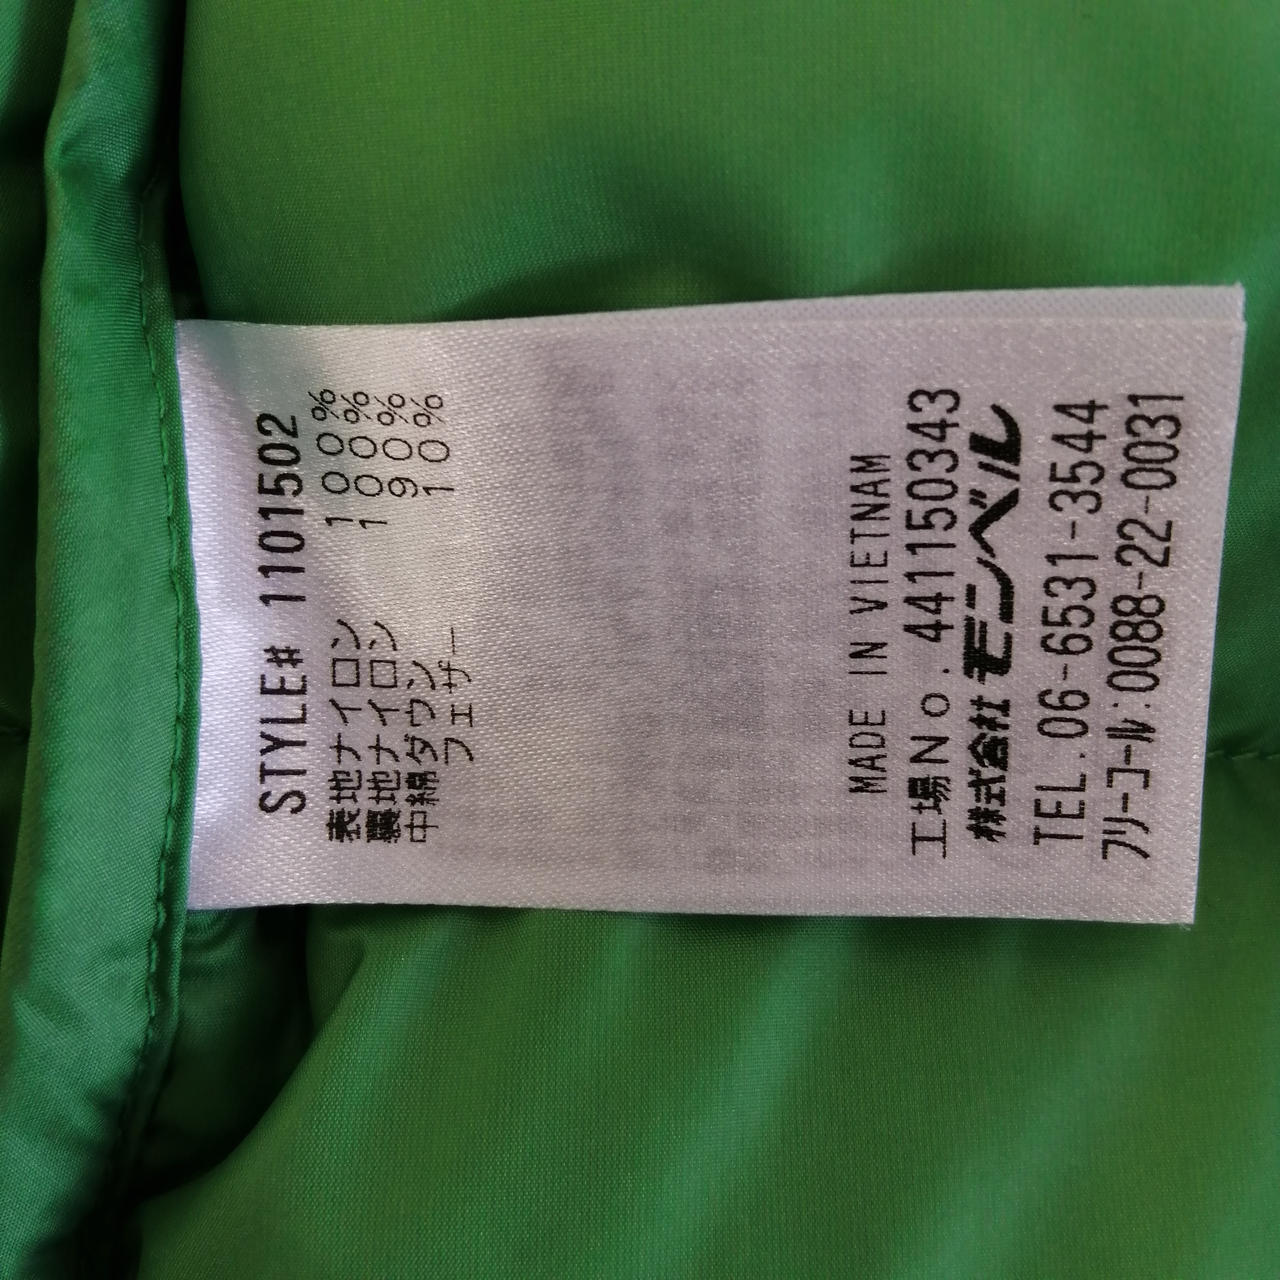 STYLE# 1101502
表地ナイロン 100%
裏地ナイロン 100%
中綿ダウン 90%
フェザー 10%
MADE IN VIETNAM
工場No.441150343
株式会社モンベル
TEL.06-6531-3544
フリーコール:0088-22-0031